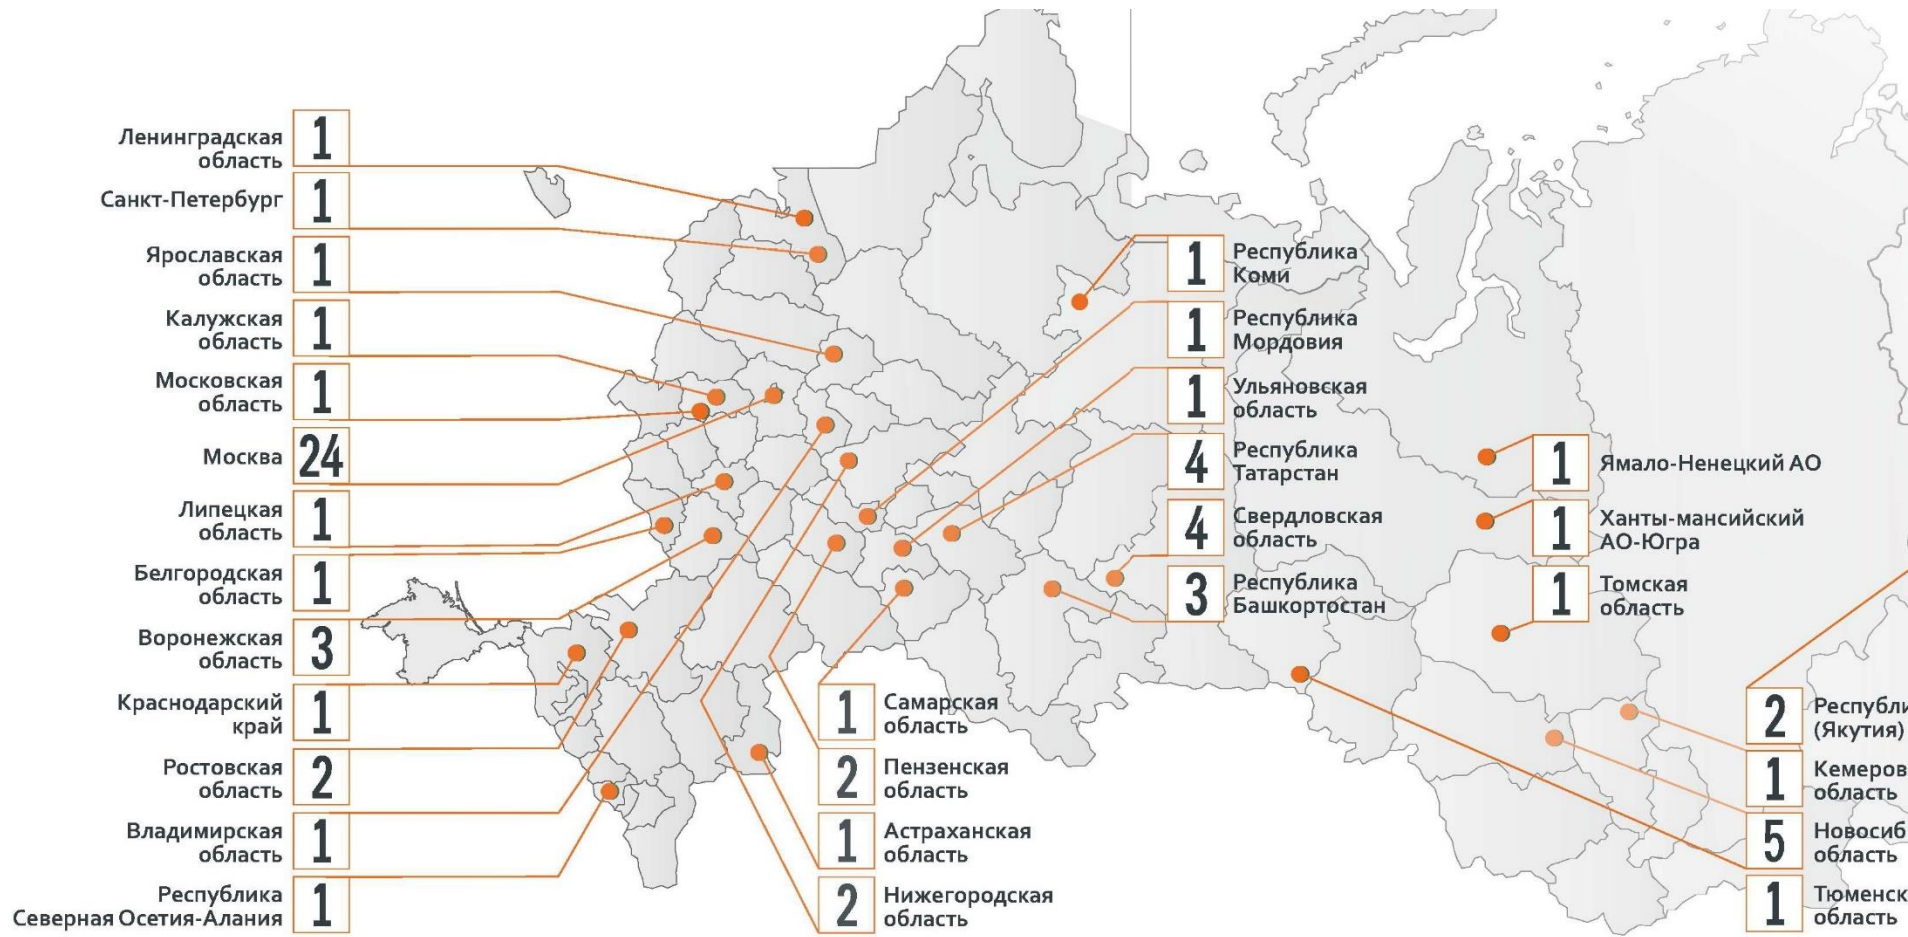 Ленинградская
область
1
Санкт-Петербург
1
Ярославская
область
1
Калужская
область
1
Московская
область
1
Москва
24
Липецкая
область
1
Белгородская
область
1
Воронежская
область
3
Краснодарский
край
1
Ростовская
область
2
Владимирская
область
1
Республика
Северная Осетия-Алания
1
1
Самарская
область
2
Пензенская
область
1
Астраханская
область
2
Нижегородская
область
1
Республика
Коми
1
Республика
Мордовия
1
Ульяновская
область
4
Республика
Татарстан
4
Свердловская
область
3
Республика
Башкортостан
1
Ямало-Ненецкий АО
1
Ханты-мансийский
АО-Югра
1
Томская
область
2
Республи
(Якутия)
1
Кемеров
область
5
Новосиб
область
1
Тюменск
область